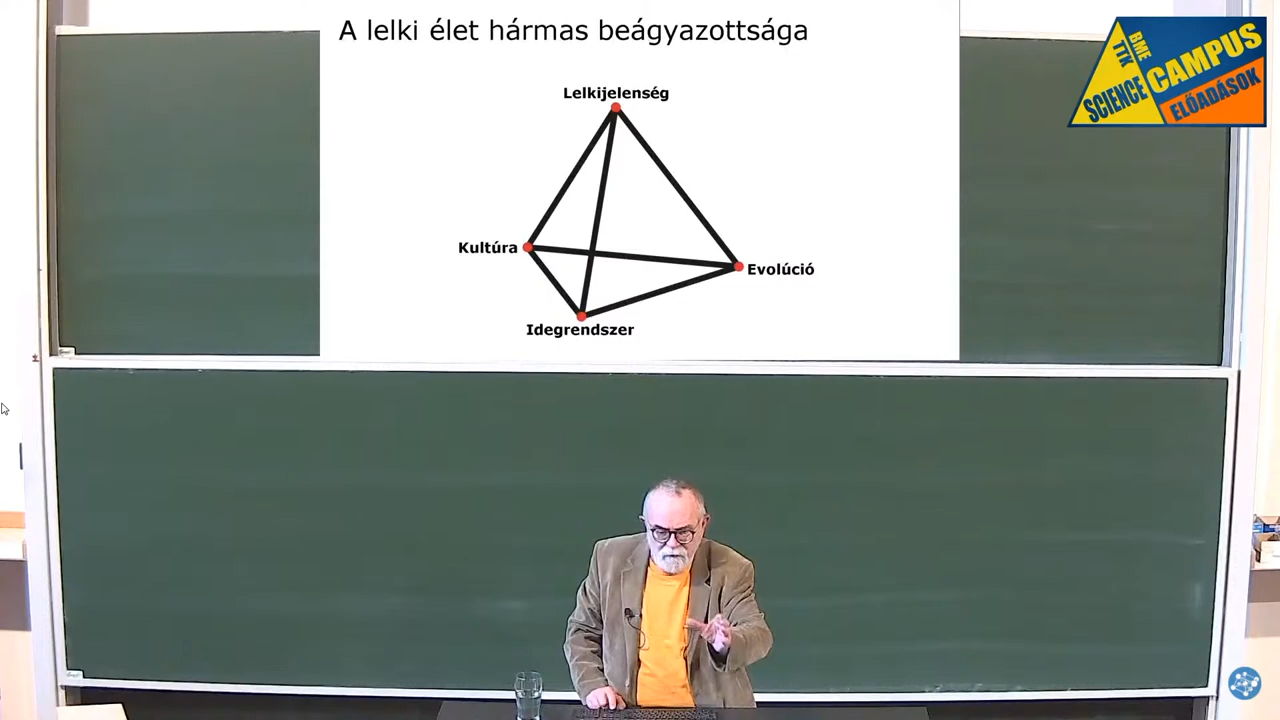 A lelki élet hármas beágyazottsága
Lelkijelenség
Kultúra
Evolúció
Idegrendszer
TTK
BME
SCIENCE
CAMPUS
ELŐADÁSOK